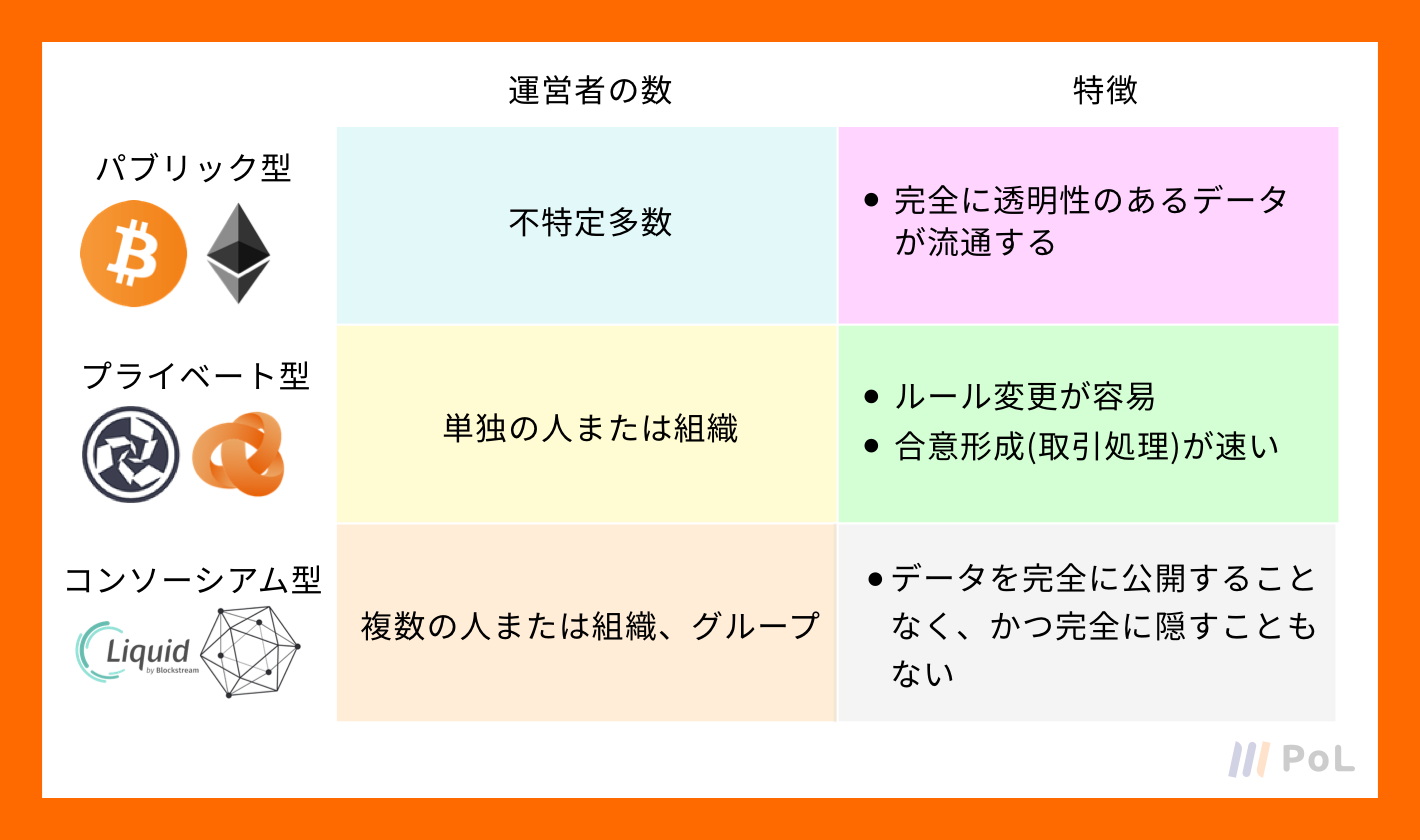 運営者の数
特徴
パブリック型
不特定多数
• 完全に透明性のあるデータ
が流通する
プライベート型
単独の人または組織
• ルール変更が容易
• 合意形成(取引処理)が速い
コンソーシアム型
Liquid
by Blockstream
複数の人または組織、グループ
•データを完全に公開すること
なく、かつ完全に隠すことも
ない
PoL